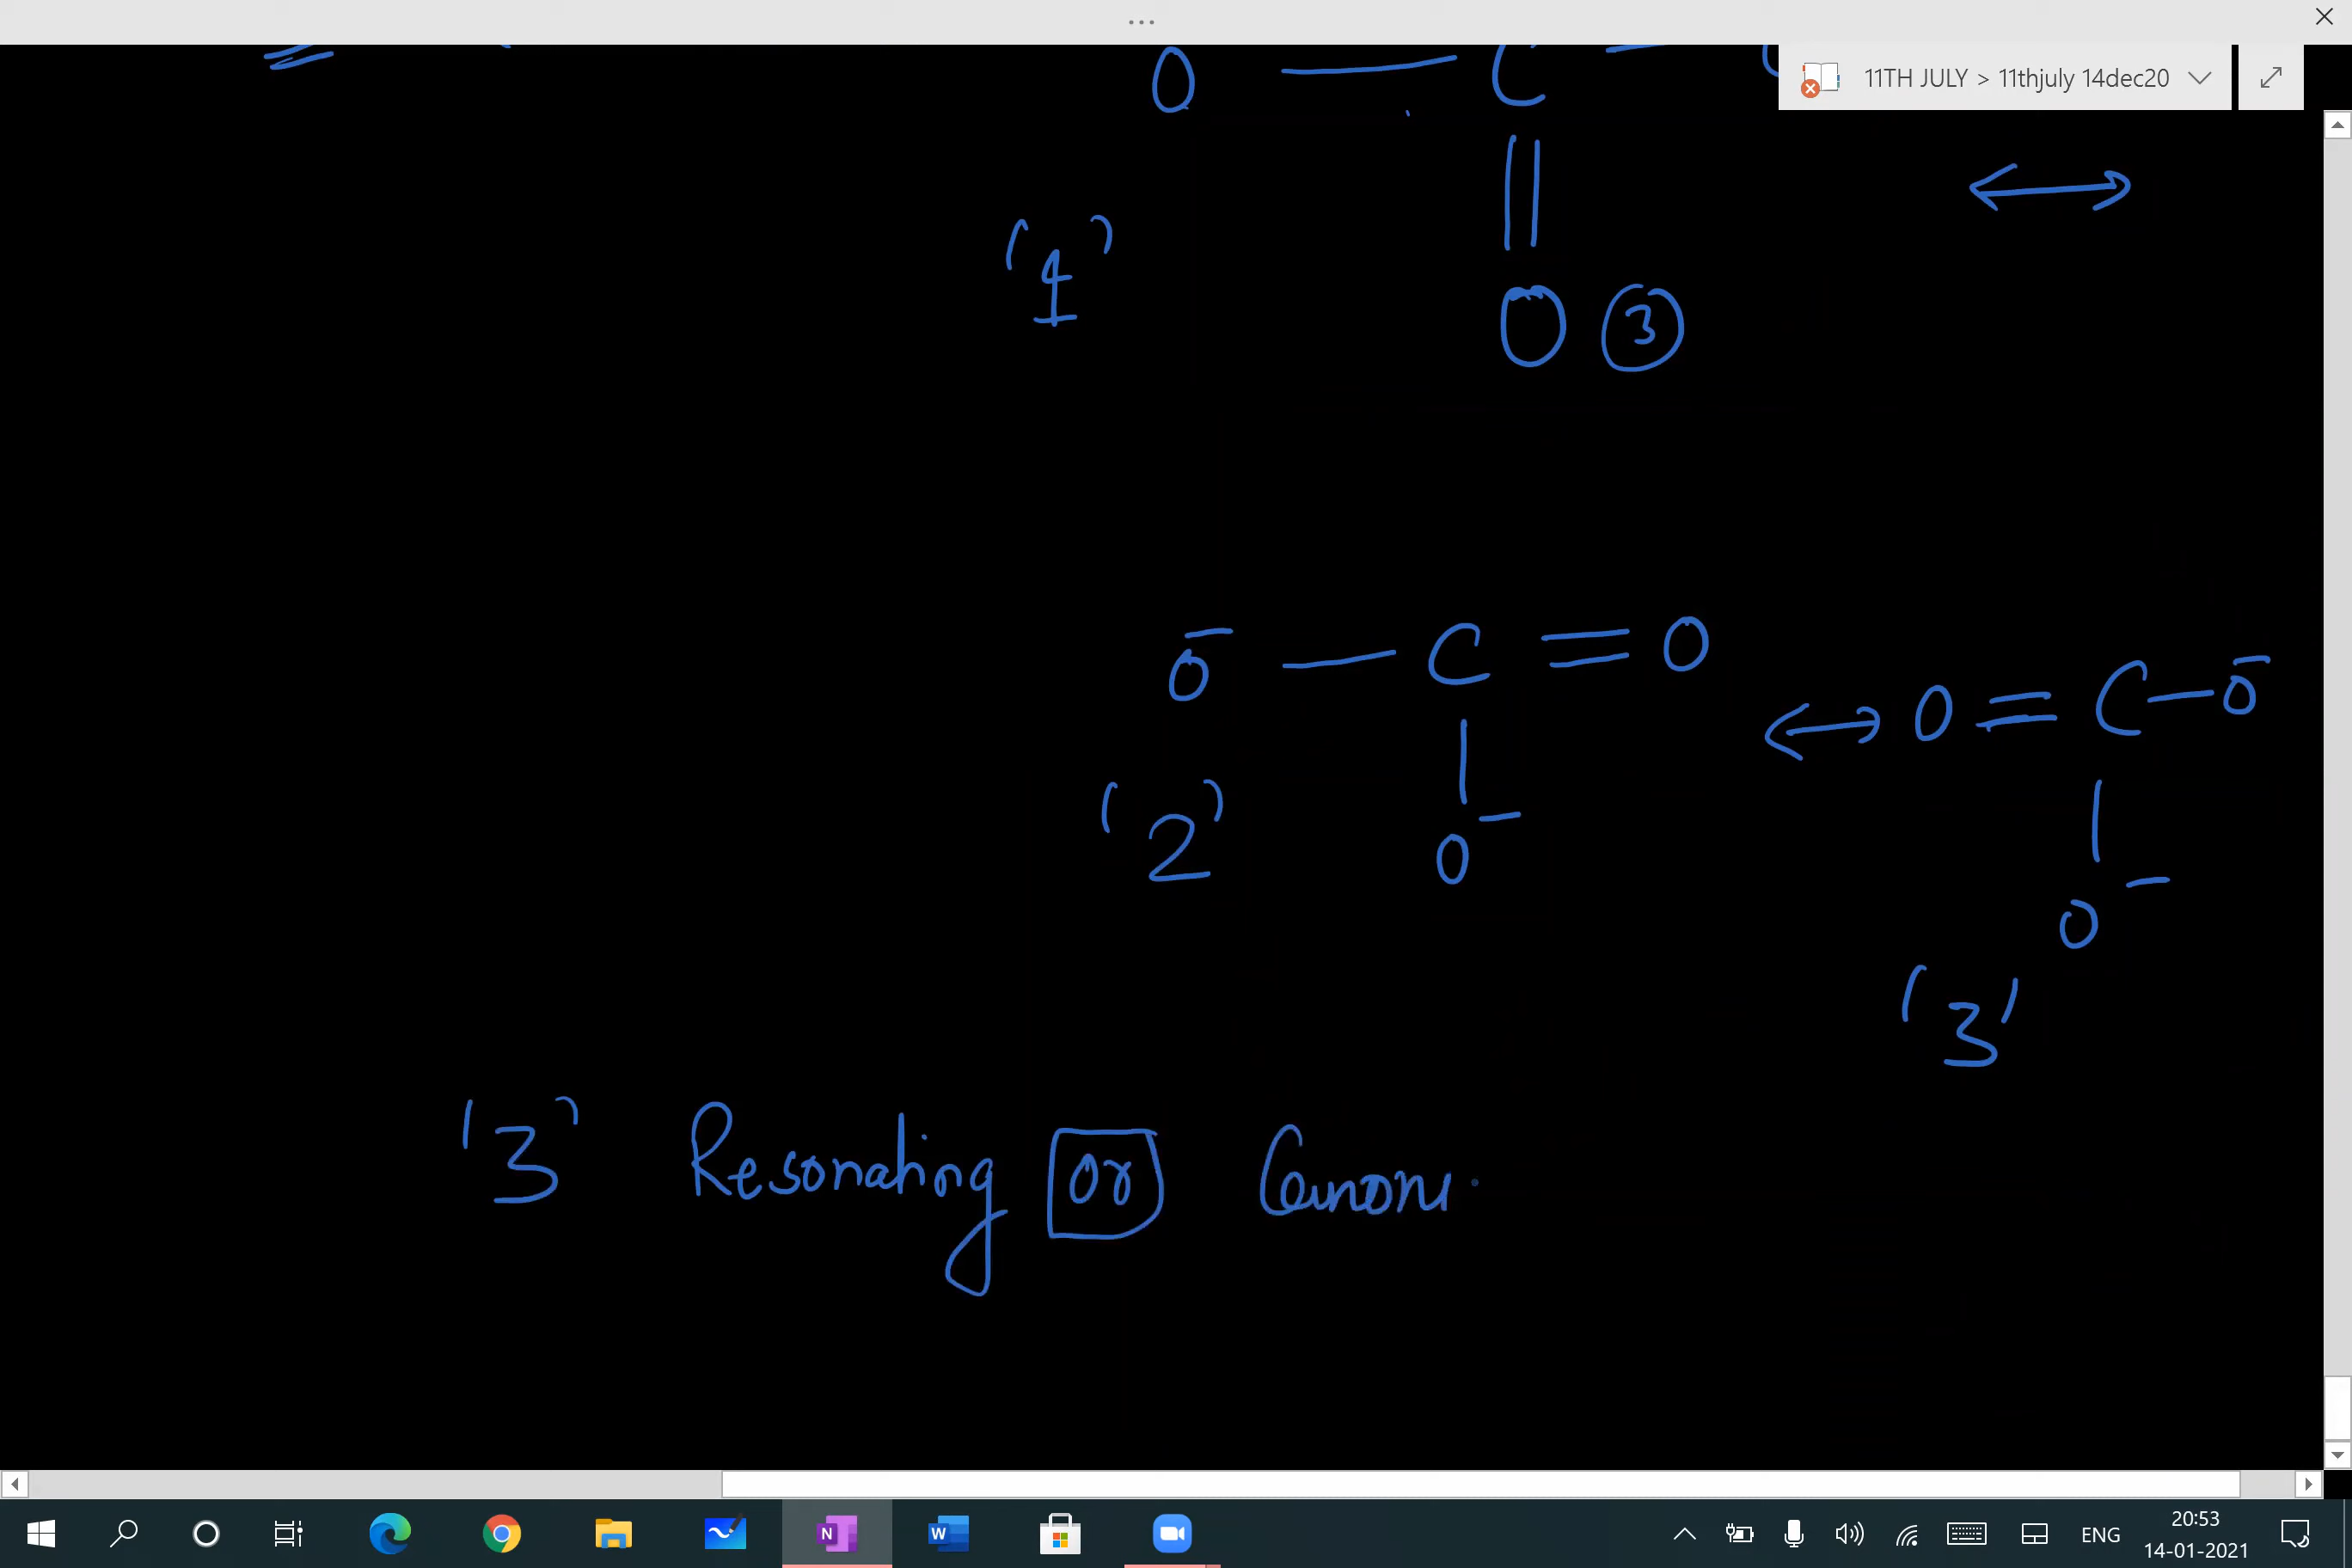 ...
11TH JULY > 11thjuly 14dec20
O — C =
||
O ③
'1'
↔
O⁻ — C = O
|
O⁻
'2'
↔ O = C — O⁻
|
O⁻
'3'
'3' Resonating or Canoni
N
W
ENG
20:53
14-01-2021